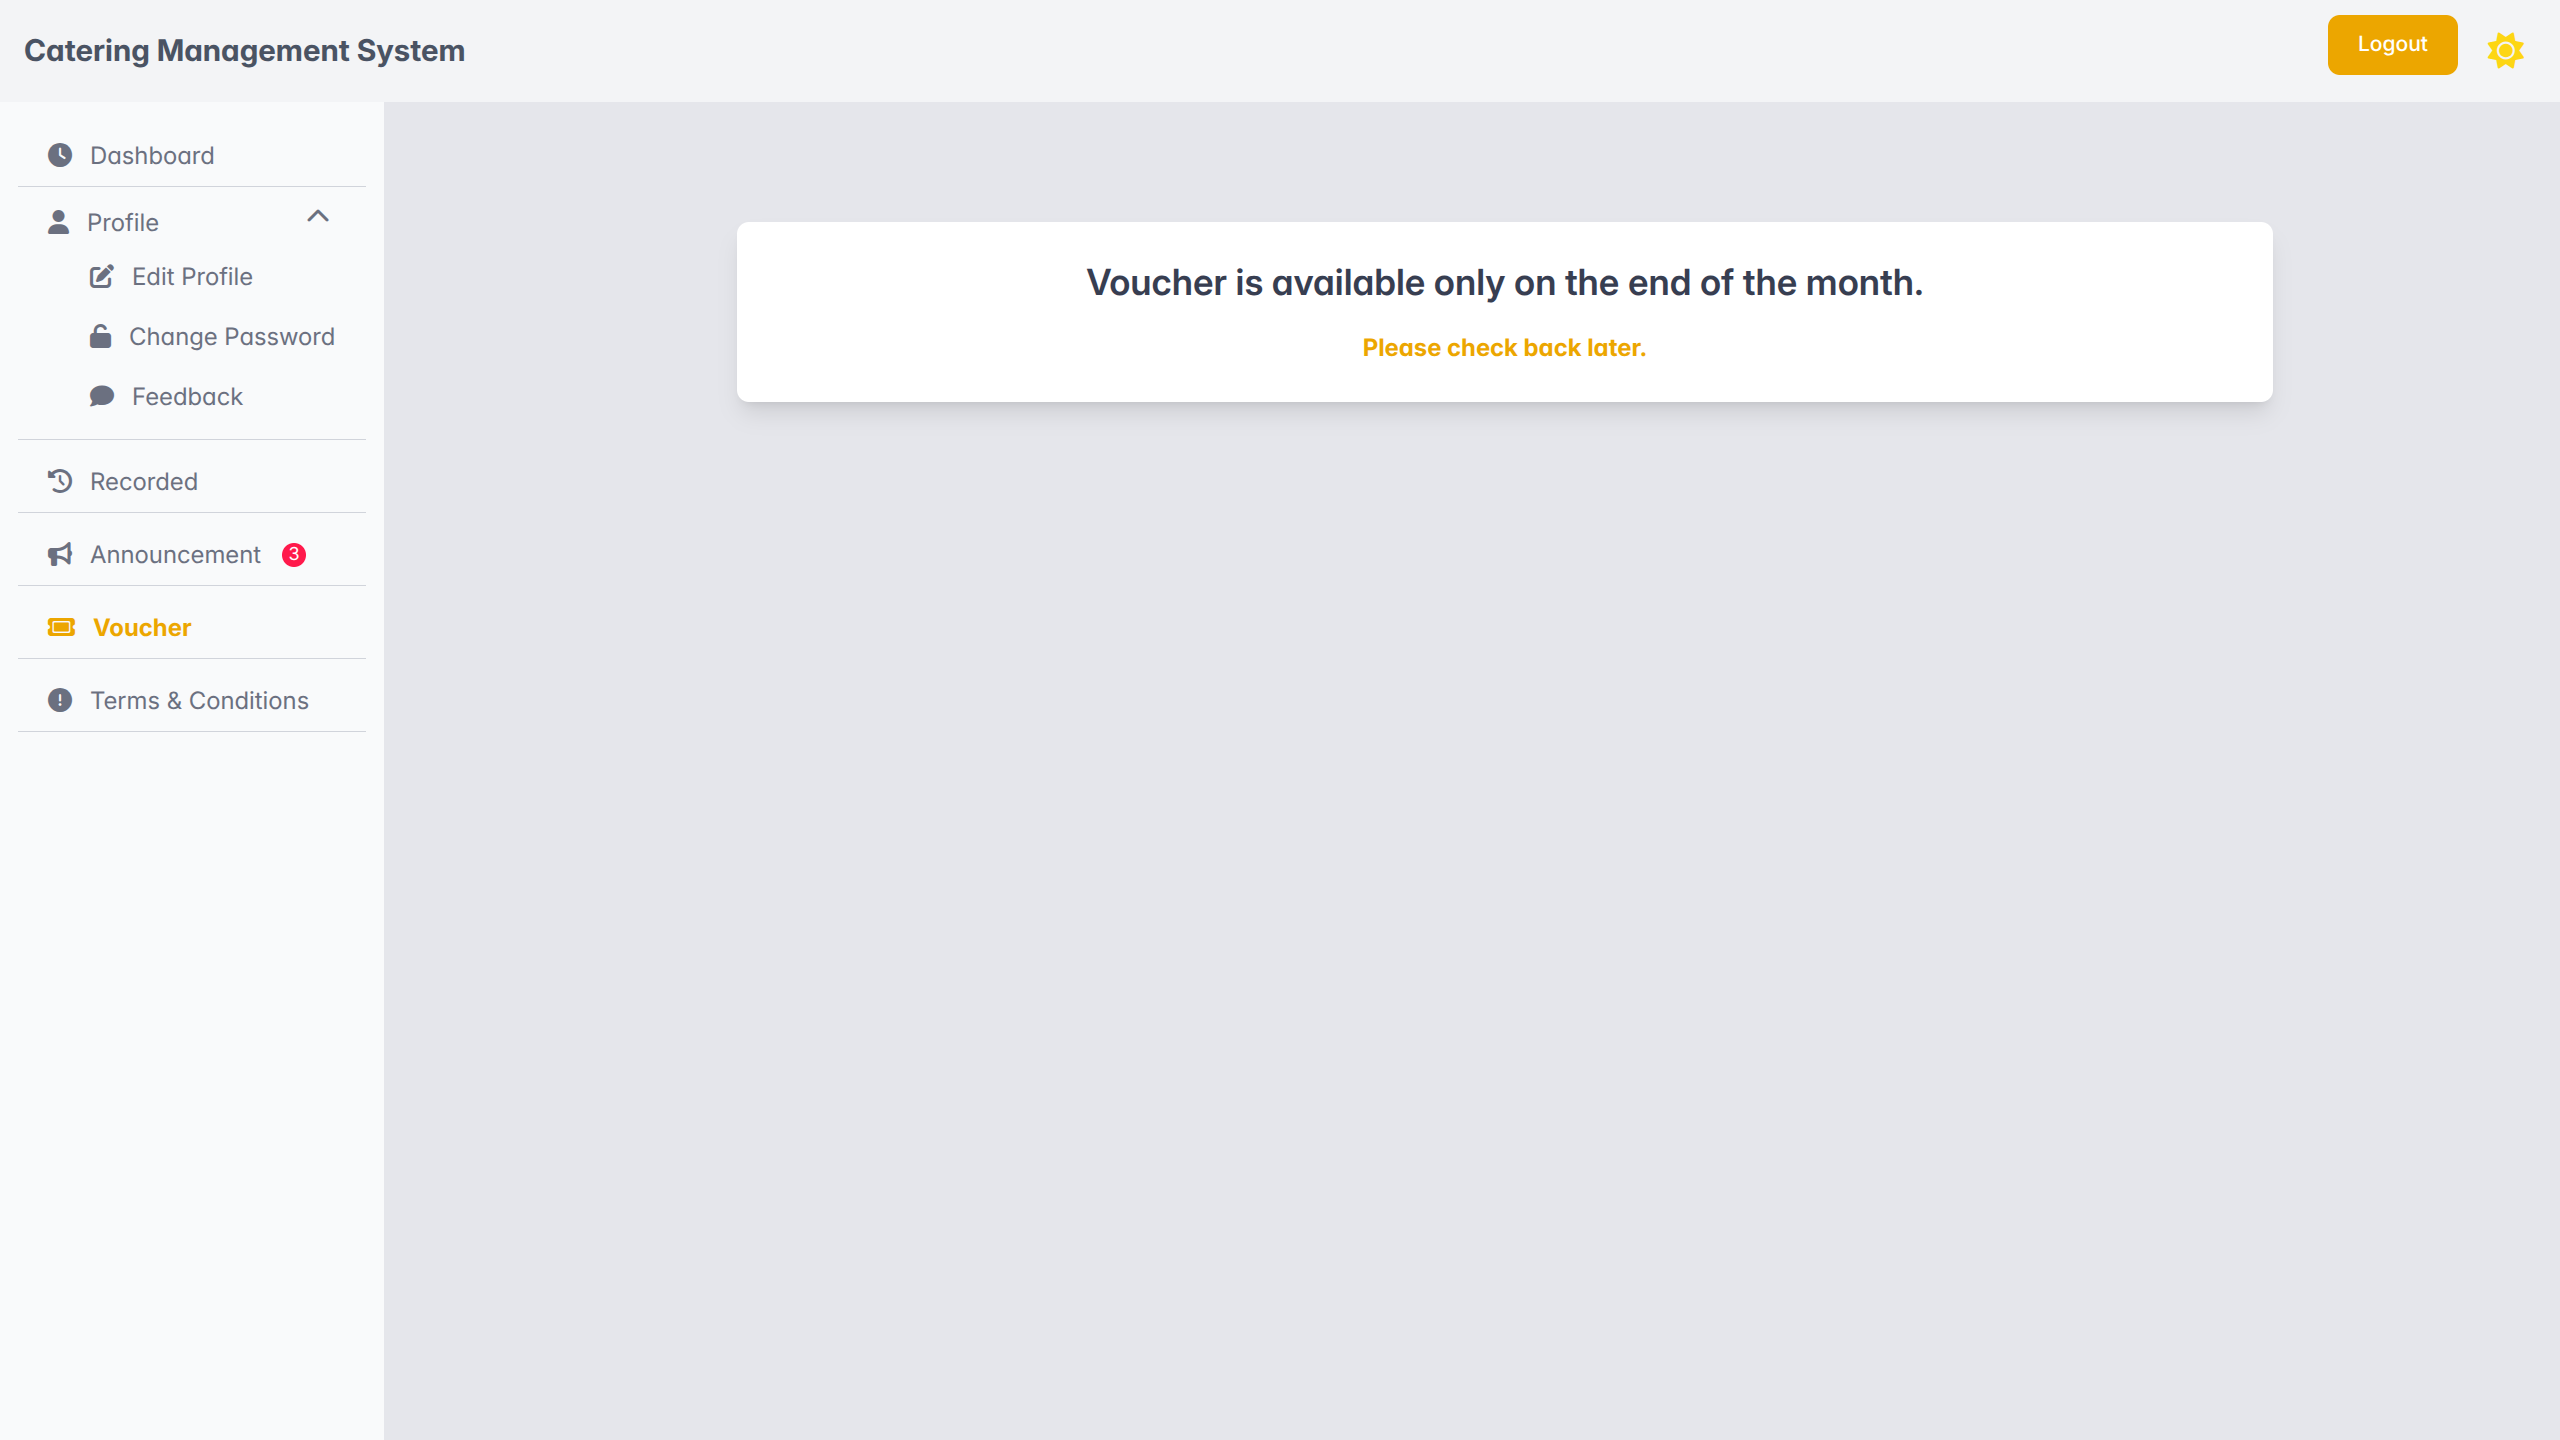 Catering Management System
Logout
Dashboard
Profile
Edit Profile
Change Password
Feedback
Recorded
Announcement 3
Voucher
Terms & Conditions
Voucher is available only on the end of the month.
Please check back later.